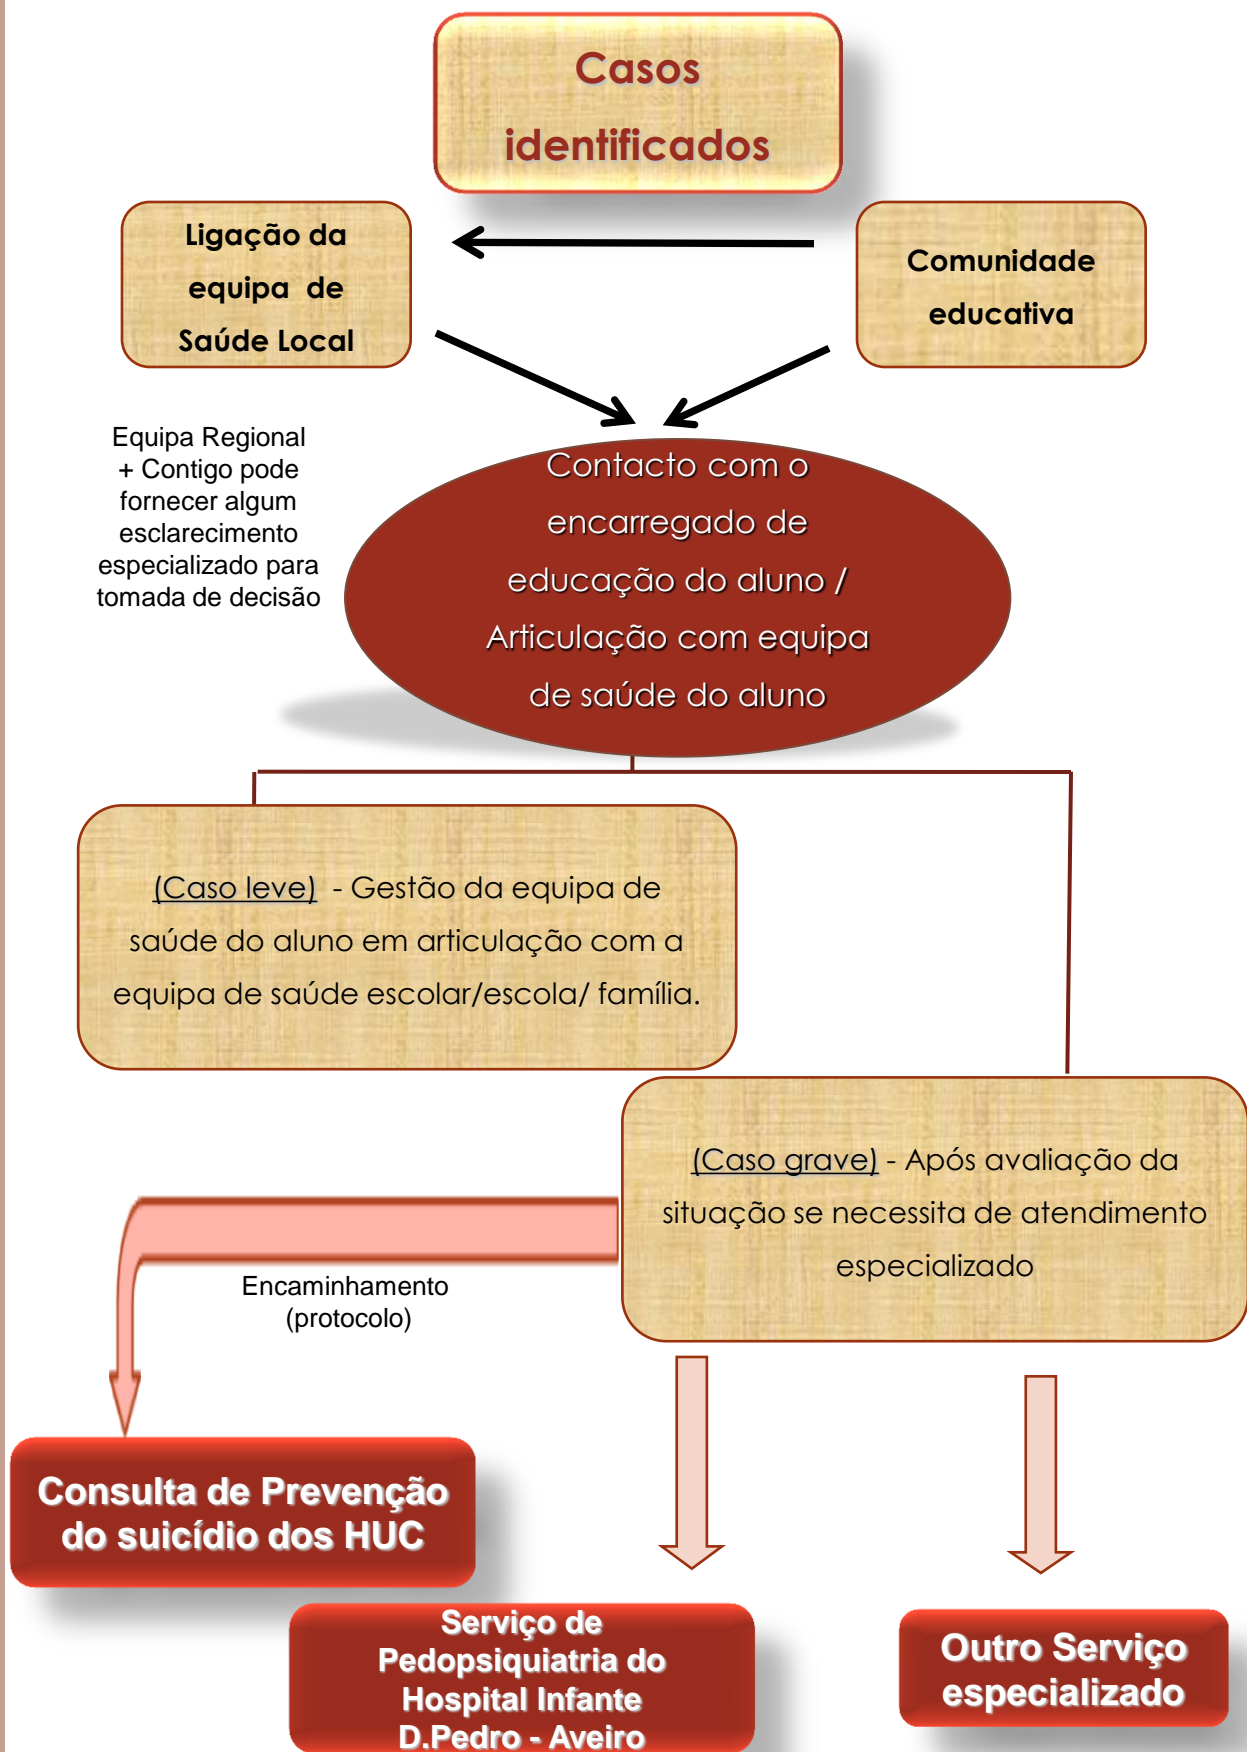 Casos
identificados
Ligação da
equipa de
Saúde Local
Comunidade
educativa
Equipa Regional
+ Contigo pode
fornecer algum
esclarecimento
especializado para
tomada de decisão
Contacto com o
encarregado de
educação do aluno /
Articulação com equipa
de saúde do aluno
(Caso leve) - Gestão da equipa de
saúde do aluno em articulação com a
equipa de saúde escolar/escola/ família.
(Caso grave) - Após avaliação da
situação se necessita de atendimento
especializado
Encaminhamento
(protocolo)
Consulta de Prevenção
do suicídio dos HUC
Serviço de
Pedopsiquiatria do
Hospital Infante
D.Pedro - Aveiro
Outro Serviço
especializado